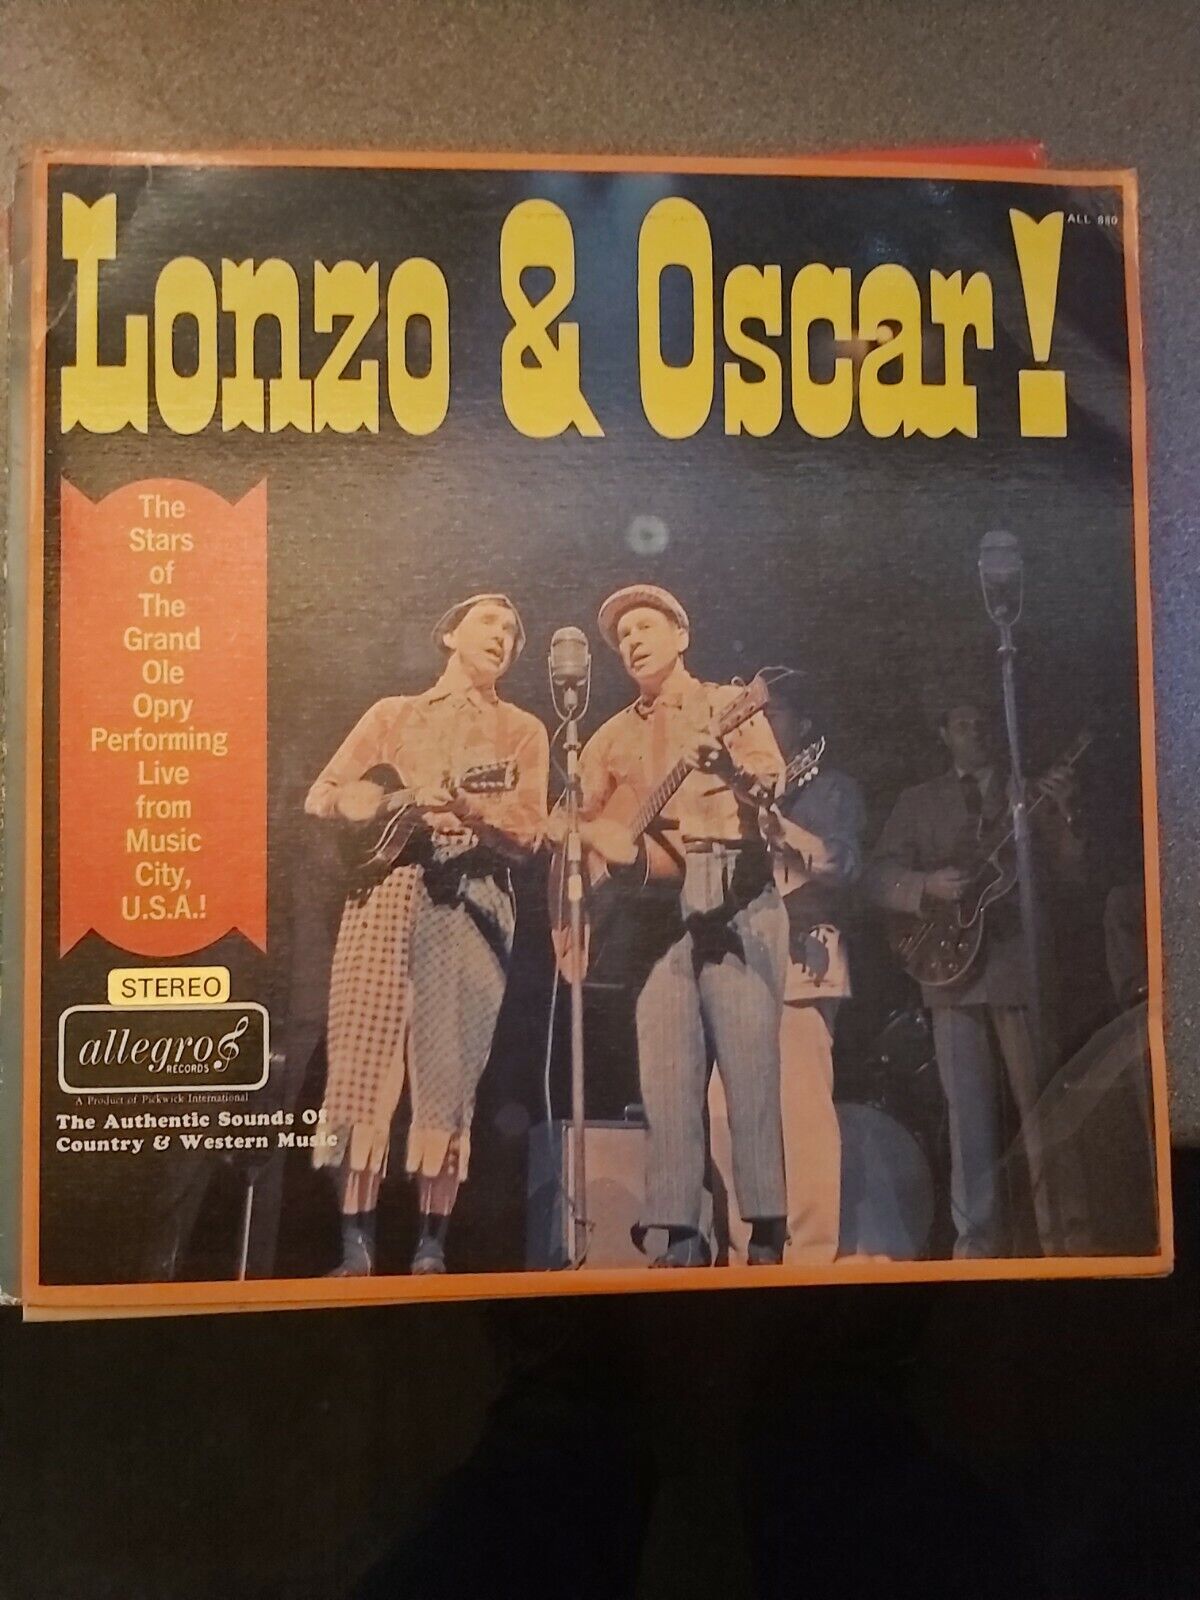 Lonzo & Oscar!
ALL 880
The
Stars
of
The
Grand
Ole
Opry
Performing
Live
from
Music
City,
U.S.A.!
STEREO
allegro
RECORDS
A Product of Pickwick International
The Authentic Sounds Of
Country & Western Music